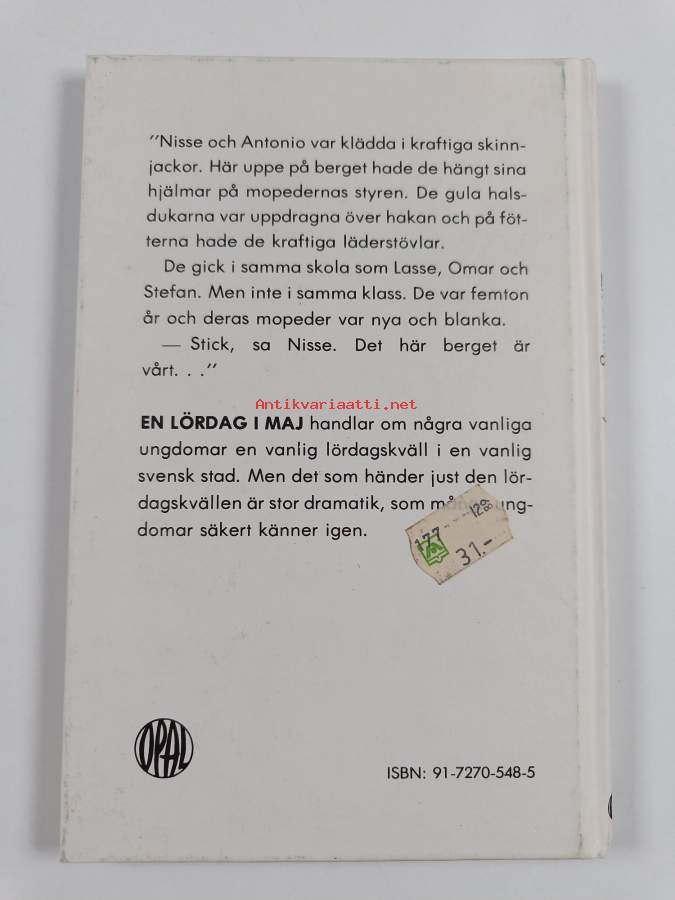 "Nisse och Antonio var klädda i kraftiga skinn-
jackor. Här uppe på berget hade de hängt sina
hjälmar på mopedernas styren. De gula hals-
dukarna var uppdragna över hakan och på föt-
terna hade de kraftiga läderstövlar.
De gick i samma skola som Lasse, Omar och
Stefan. Men inte i samma klass. De var femton
år och deras mopeder var nya och blanka.
— Stick, sa Nisse. Det här berget är
vårt. . ."
Antikvariaatti.net
EN LÖRDAG I MAJ handlar om några vanliga
ungdomar en vanlig lördagskväll i en vanlig
svensk stad. Men det som händer just den lör-
dagskvällen är stor dramatik, som ung-
domar säkert känner igen.
177 1289
31.-
OPAL
ISBN: 91-7270-548-5